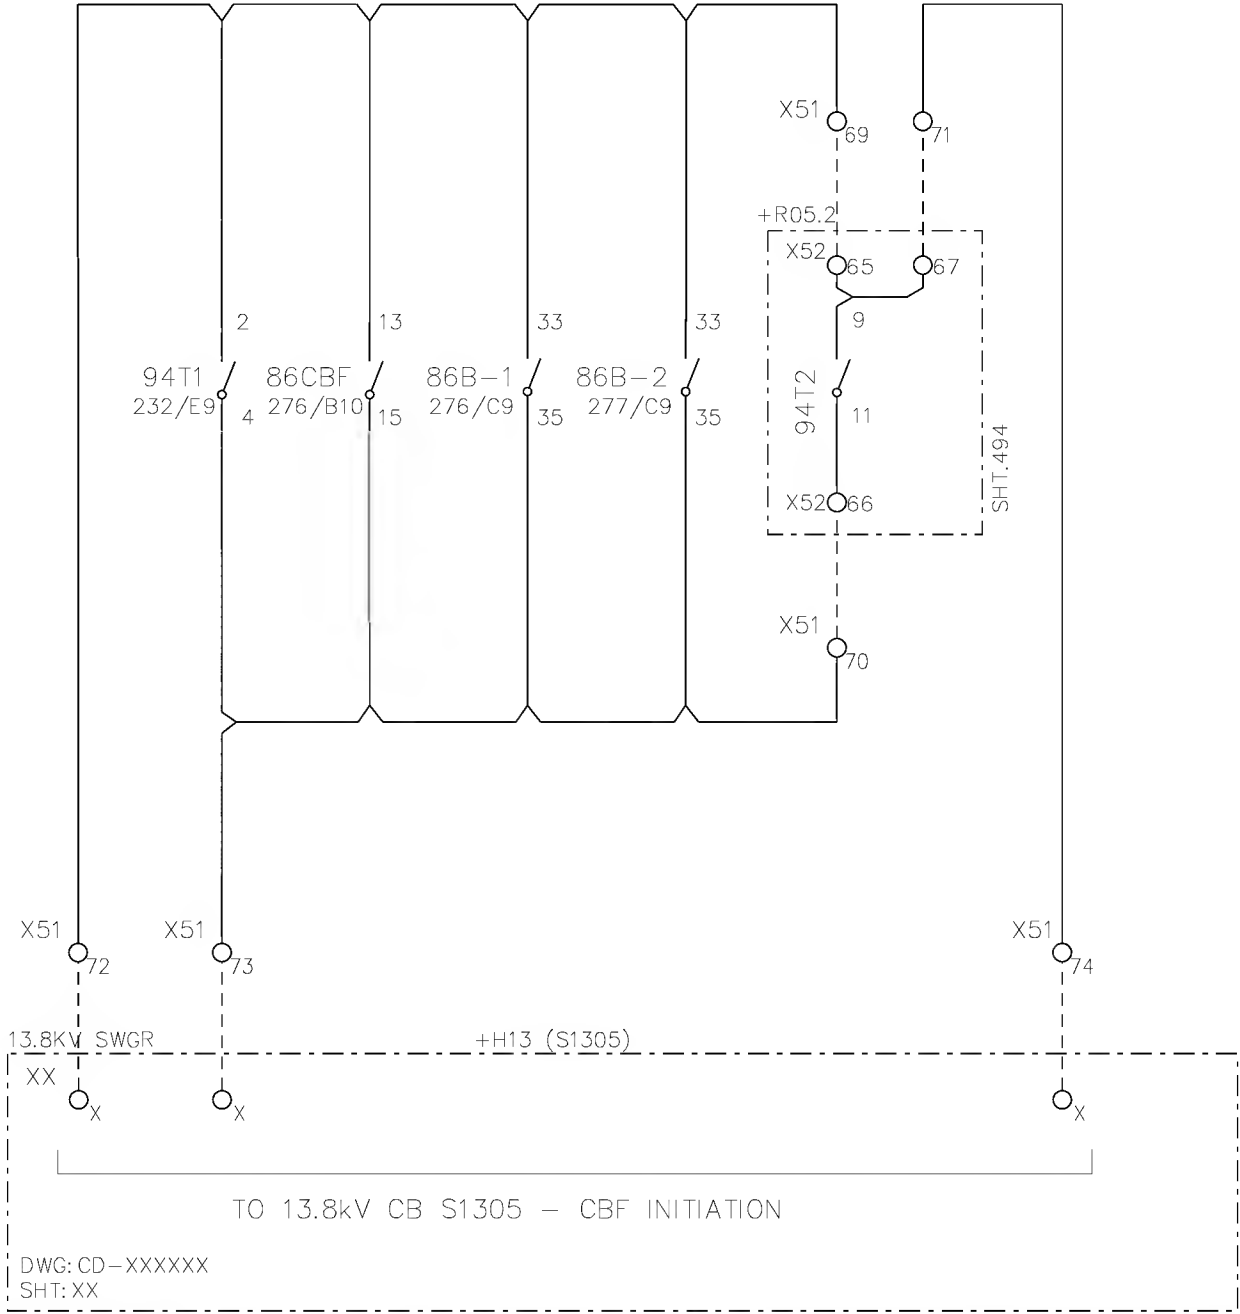 X51
69
71
+R05.2
X52
65
67
2
13
33
33
9
94T1
86CBF
86B-1
86B-2
94T2
232/E9
276/B10
276/C9
277/C9
4
15
35
35
11
SHT.494
X52
66
X51
70
X51
72
X51
73
X51
74
13.8KV SWGR
+H13 (S1305)
XX
X
X
X
TO 13.8kV CB S1305 - CBF INITIATION
DWG: CD-XXXXXX
SHT: XX